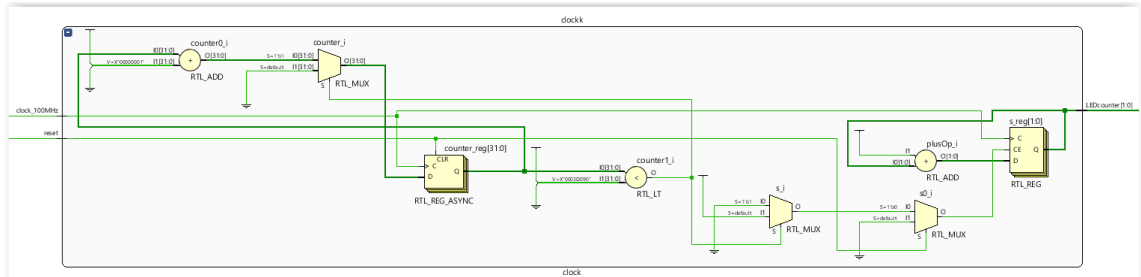 clockk
counter0_i
I0[31:0]
V=X"00000001"
I1[31:0]
+
O[31:0]
RTL_ADD
counter_i
S=1'b1
I0[31:0]
S=default
I1[31:0]
S
O[31:0]
RTL_MUX
clock_100MHz
reset
counter_reg[31:0]
CLR
C
D
Q
RTL_REG_ASYNC
counter1_i
I0[31:0]
V=X"0003D090"
I1[31:0]
<
O
RTL_LT
s_i
S=1'b1
I0
S=default
I1
S
O
RTL_MUX
s0_i
S=1'b0
I0
S=default
I1
S
O
RTL_MUX
plusOp_i
I1
I0[1:0]
+
O[1:0]
RTL_ADD
s_reg[1:0]
C
CE
D
Q
RTL_REG
LEDcounter[1:0]
clock